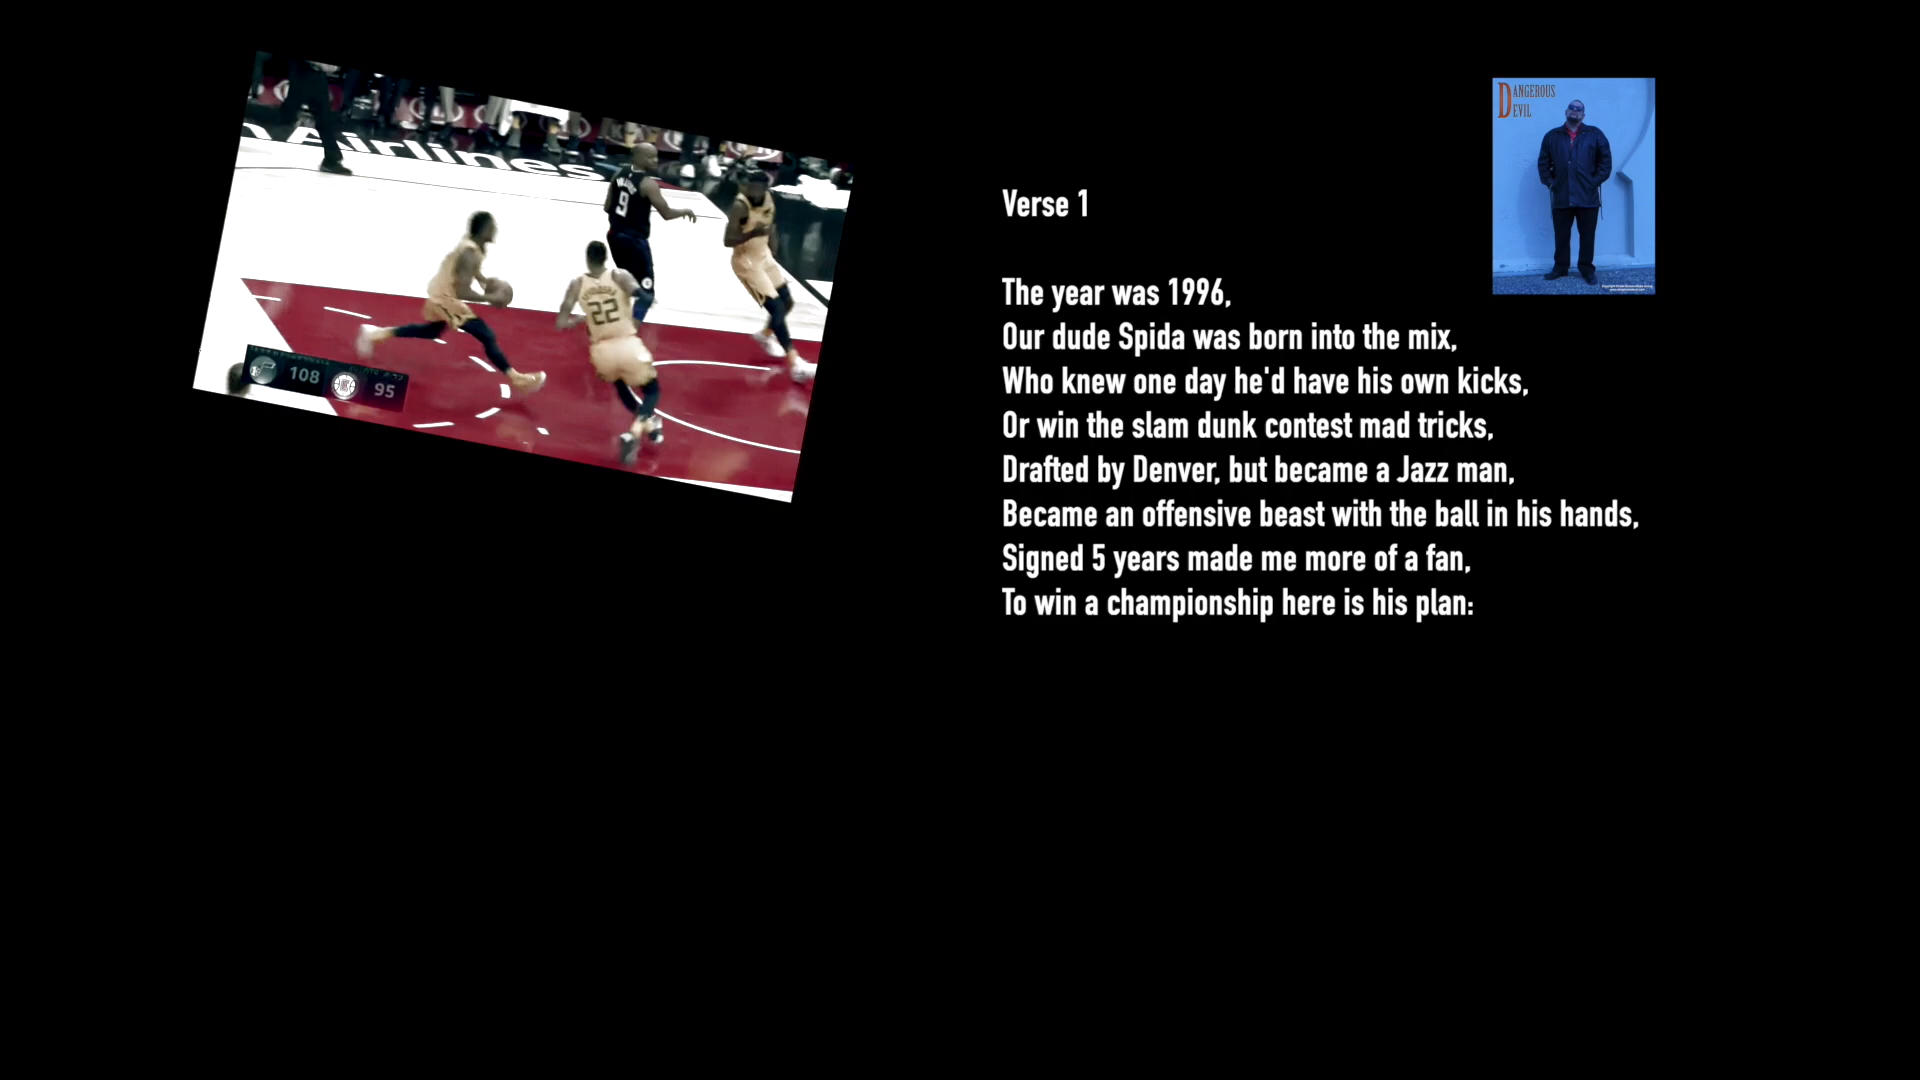 Airlines
9
22
108
95
DANGEROUS
DEVIL
Verse 1
The year was 1996,
Our dude Spida was born into the mix,
Who knew one day he'd have his own kicks,
Or win the slam dunk contest mad tricks,
Drafted by Denver, but became a Jazz man,
Became an offensive beast with the ball in his hands,
Signed 5 years made me more of a fan,
To win a championship here is his plan: